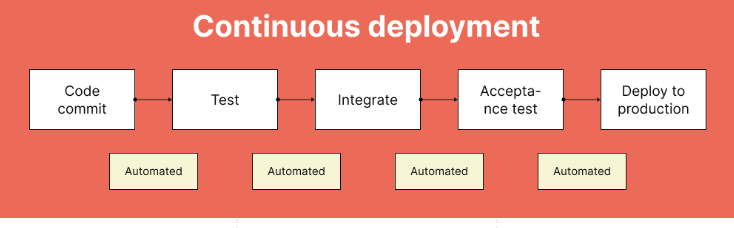 Continuous deployment
Code
commit
Test
Integrate
Accepta-
nce test
Deploy to
production
Automated
Automated
Automated
Automated